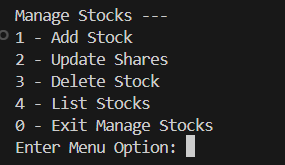 Manage Stocks ---
1 - Add Stock
2 - Update Shares
3 - Delete Stock
4 - List Stocks
0 - Exit Manage Stocks
Enter Menu Option: